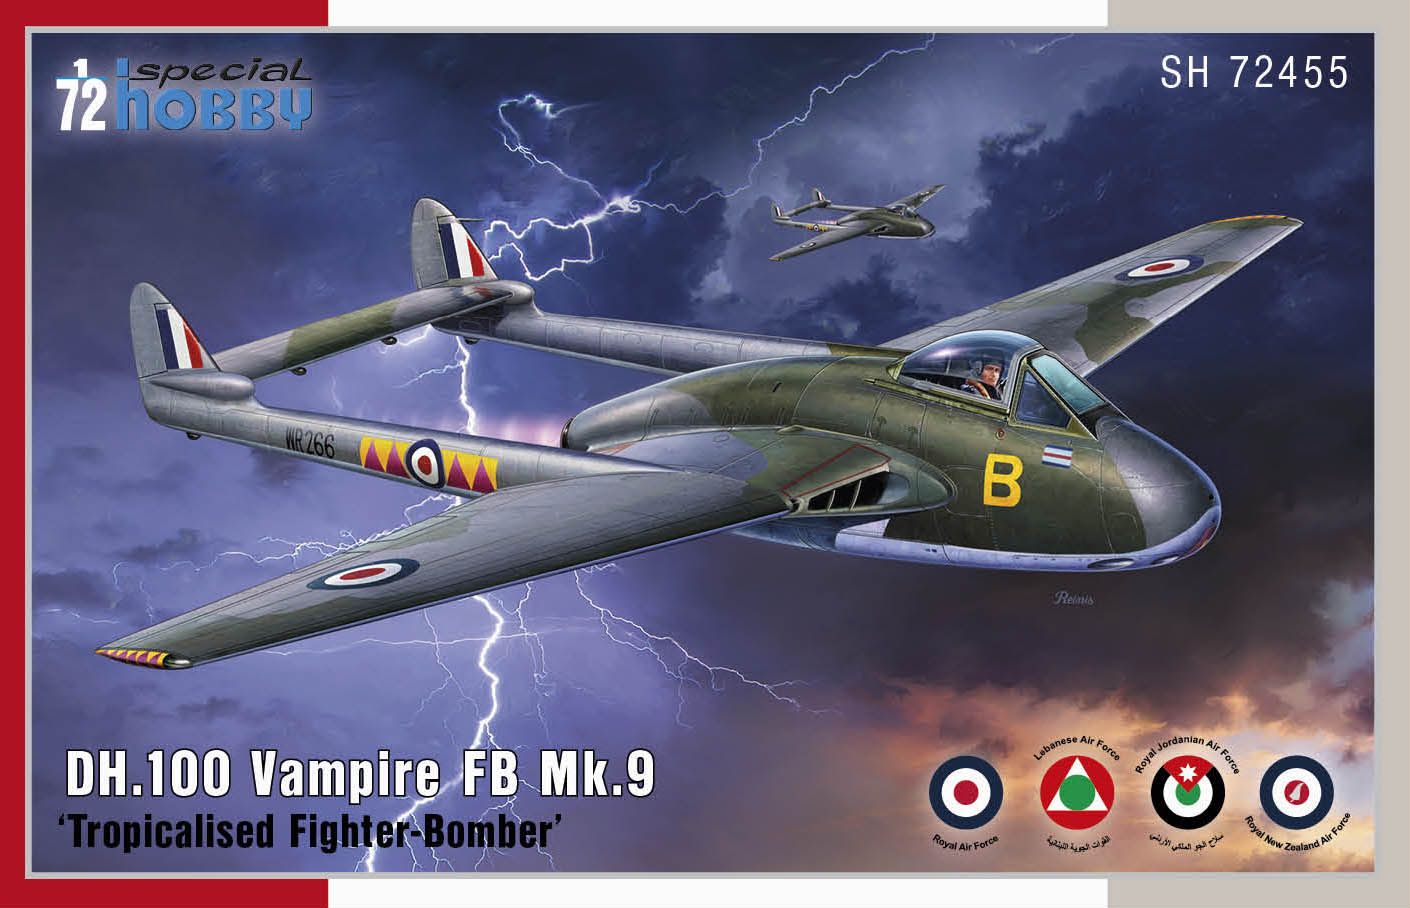 1/72 special hobby
SH 72455
WR266
B
Reimis
DH.100 Vampire FB Mk.9
'Tropicalised Fighter-Bomber'
Royal Air Force
Lebanese Air Force
القوات الجوية اللبنانية
Royal Jordanian Air Force
سلاح الجو الملكي الأردني
Royal New Zealand Air Force